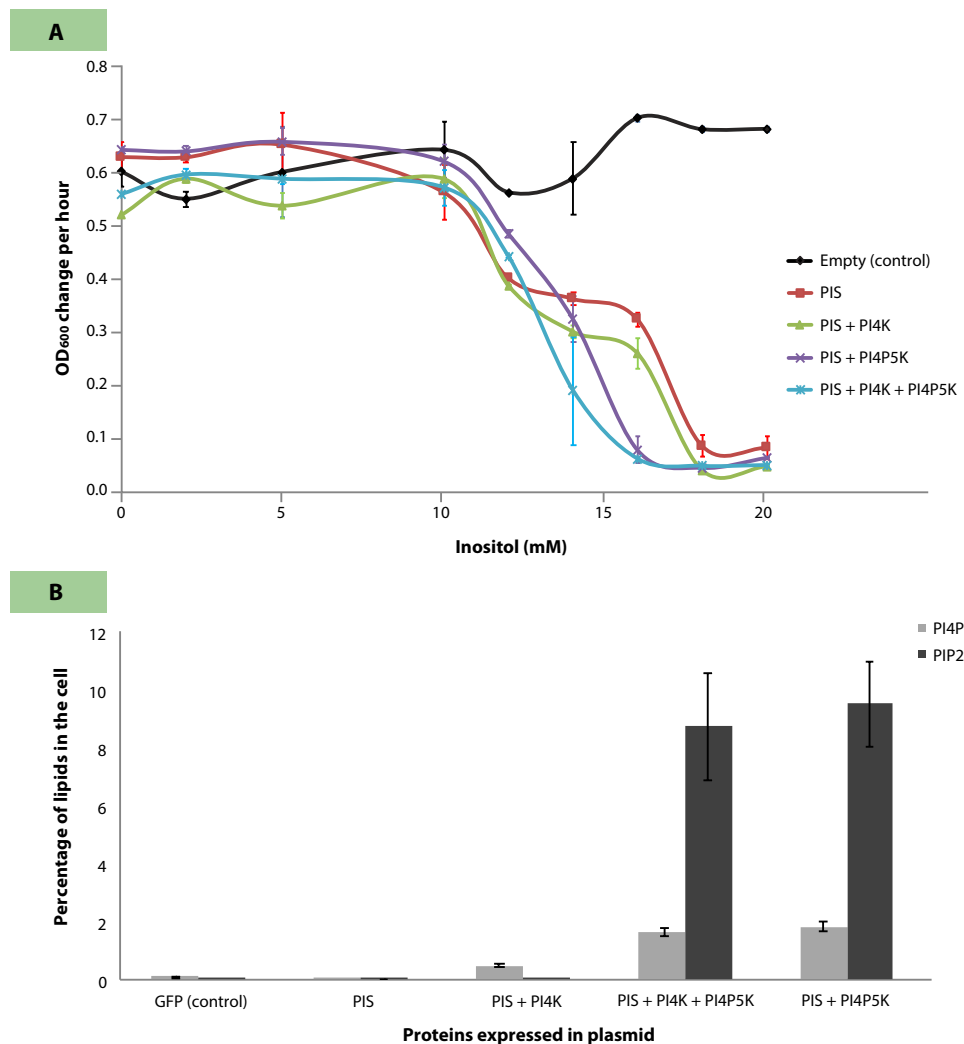 A
0.8
0.7
0.6
0.5
0.4
0.3
0.2
0.1
0.0
OD600 change per hour
0 5 10 15 20
Inositol (mM)
Empty (control)
PIS
PIS + PI4K
PIS + PI4P5K
PIS + PI4K + PI4P5K
B
12
10
8
6
4
2
0
Percentage of lipids in the cell
PI4P
PIP2
GFP (control) PIS PIS + PI4K PIS + PI4K + PI4P5K PIS + PI4P5K
Proteins expressed in plasmid